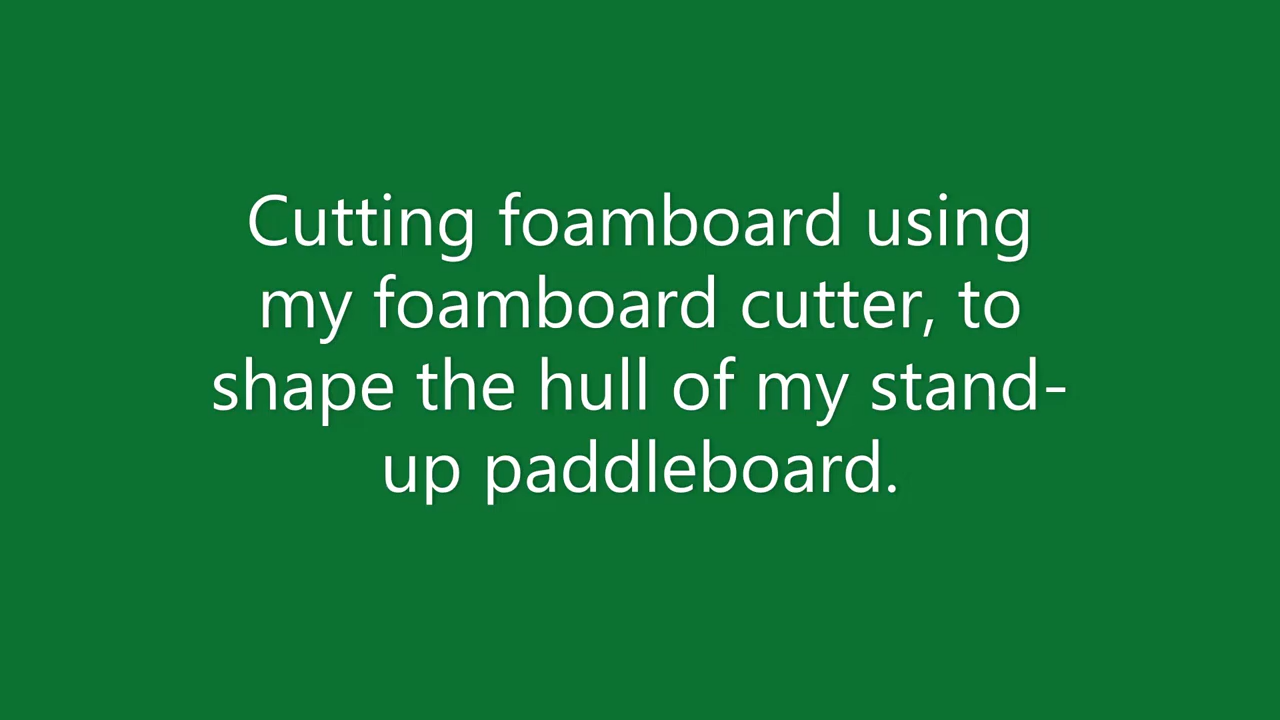 Cutting foamboard using
my foamboard cutter, to
shape the hull of my stand-
up paddleboard.